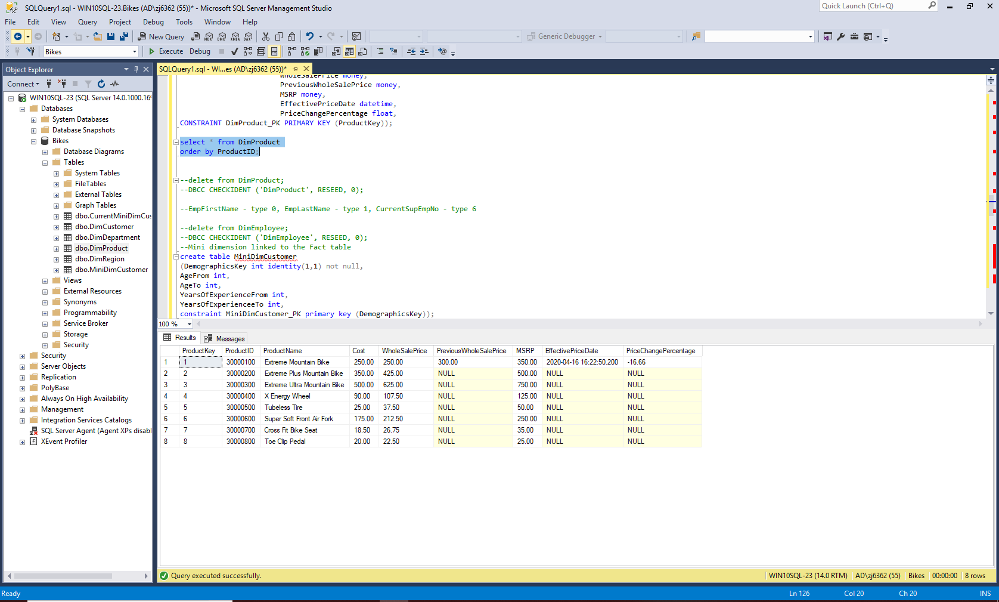 SQLQuery1.sql - WIN10SQL-23.Bikes (AD\zj6362 (55))* - Microsoft SQL Server Management Studio
Quick Launch (Ctrl+Q)
File Edit View Query Project Debug Tools Window Help
New Query MDX DMX XMLA DAX Generic Debugger
Bikes Execute Debug
Object Explorer
Connect
WIN10SQL-23 (SQL Server 14.0.1000.16
Databases
System Databases
Database Snapshots
Bikes
Database Diagrams
Tables
System Tables
FileTables
External Tables
Graph Tables
dbo.CurrentMiniDimCus
dbo.DimCustomer
dbo.DimDepartment
dbo.DimProduct
dbo.DimRegion
dbo.MiniDimCustomer
Views
External Resources
Synonyms
Programmability
Service Broker
Storage
Security
Security
Server Objects
Replication
PolyBase
Always On High Availability
Management
Integration Services Catalogs
SQL Server Agent (Agent XPs disabl
XEvent Profiler
SQLQuery1.sql - WI...es (AD\zj6362 (55))*
WholeSalePrice money,
PreviousWholeSalePrice money,
MSRP money,
EffectivePriceDate datetime,
PriceChangePercentage float,
CONSTRAINT DimProduct_PK PRIMARY KEY (ProductKey));
select * from DimProduct
order by ProductID;
--delete from DimProduct;
--DBCC CHECKIDENT ('DimProduct', RESEED, 0);
--EmpFirstName - type 0, EmpLastName - type 1, CurrentSupEmpNo - type 6
--delete from DimEmployee;
--DBCC CHECKIDENT ('DimEmployee', RESEED, 0);
--Mini dimension linked to the Fact table
create table MiniDimCustomer
(DemographicsKey int identity(1,1) not null,
AgeFrom int,
AgeTo int,
YearsOfExperienceFrom int,
YearsOfExperienceeTo int,
constraint MiniDimCustomer_PK primary key (DemographicsKey));
100 %
Results Messages
ProductKey ProductID ProductName Cost WholeSalePrice PreviousWholeSalePrice MSRP EffectivePriceDate PriceChangePercentage
1 1 30000100 Extreme Mountain Bike 250.00 250.00 300.00 350.00 2020-04-16 16:22:50.200 -16.66
2 2 30000200 Extreme Plus Mountain Bike 350.00 425.00 NULL 500.00 NULL NULL
3 3 30000300 Extreme Ultra Mountain Bike 500.00 625.00 NULL 750.00 NULL NULL
4 4 30000400 X Energy Wheel 90.00 107.50 NULL 125.00 NULL NULL
5 5 30000500 Tubeless Tire 25.00 37.50 NULL 50.00 NULL NULL
6 6 30000600 Super Soft Front Air Fork 175.00 212.50 NULL 250.00 NULL NULL
7 7 30000700 Cross Fit Bike Seat 18.50 26.75 NULL 35.00 NULL NULL
8 8 30000800 Toe Clip Pedal 20.00 22.50 NULL 25.00 NULL NULL
Query executed successfully. WIN10SQL-23 (14.0 RTM) AD\zj6362 (55) Bikes 00:00:00 8 rows
Ready Ln 126 Col 20 Ch 20 INS